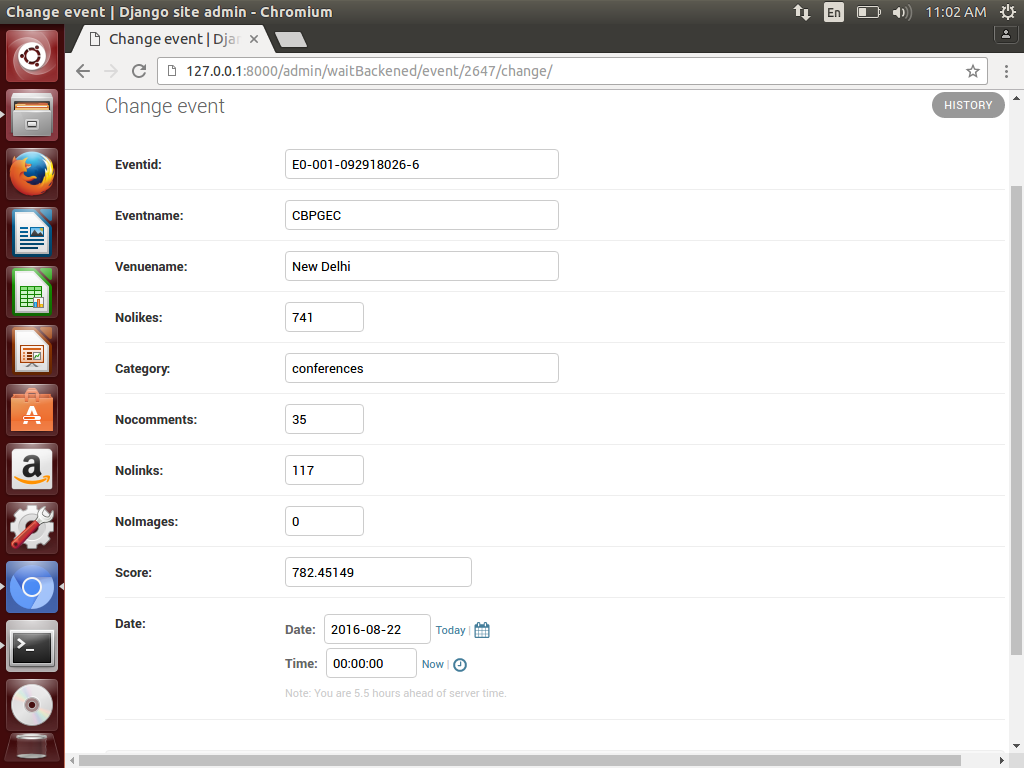 Change event | Django site admin - Chromium
En
11:02 AM
Change event | Dja
127.0.0.1:8000/admin/waitBackened/event/2647/change/
Change event
HISTORY
Eventid: E0-001-092918026-6
Eventname: CBPGEC
Venuename: New Delhi
Nolikes: 741
Category: conferences
Nocomments: 35
Nolinks: 117
NoImages: 0
Score: 782.45149
Date: Date: 2016-08-22 Today |
Time: 00:00:00 Now |
Note: You are 5.5 hours ahead of server time.